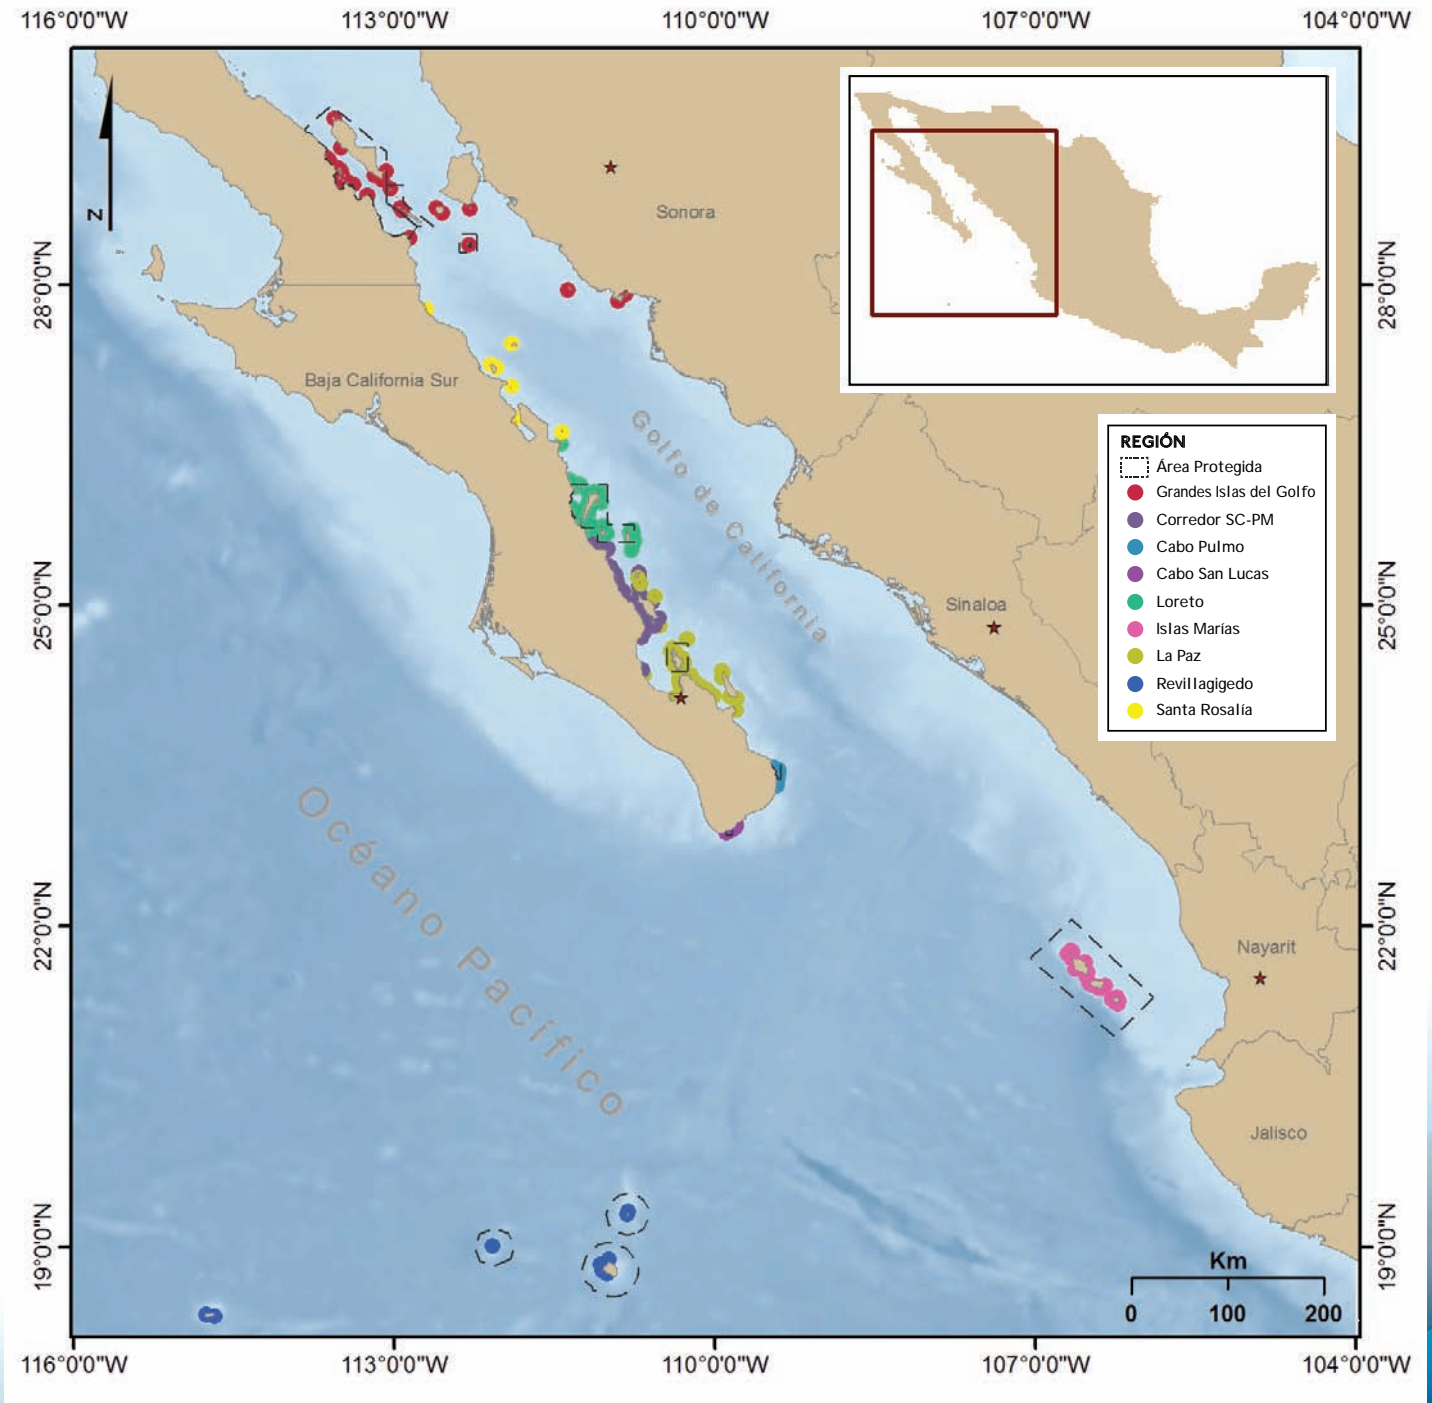 116°0'0"W
113°0'0"W
110°0'0"W
107°0'0"W
104°0'0"W
N
Sonora
28°0'0"N
28°0'0"N
Baja California Sur
Golfo de California
REGIÓN
Área Protegida
Grandes Islas del Golfo
Corredor SC-PM
Cabo Pulmo
Cabo San Lucas
Loreto
Islas Marías
La Paz
Revillagigedo
Santa Rosalía
25°0'0"N
25°0'0"N
Sinaloa
Océano Pacífico
22°0'0"N
22°0'0"N
Nayarit
Jalisco
19°0'0"N
19°0'0"N
Km
0 100 200
116°0'0"W
113°0'0"W
110°0'0"W
107°0'0"W
104°0'0"W